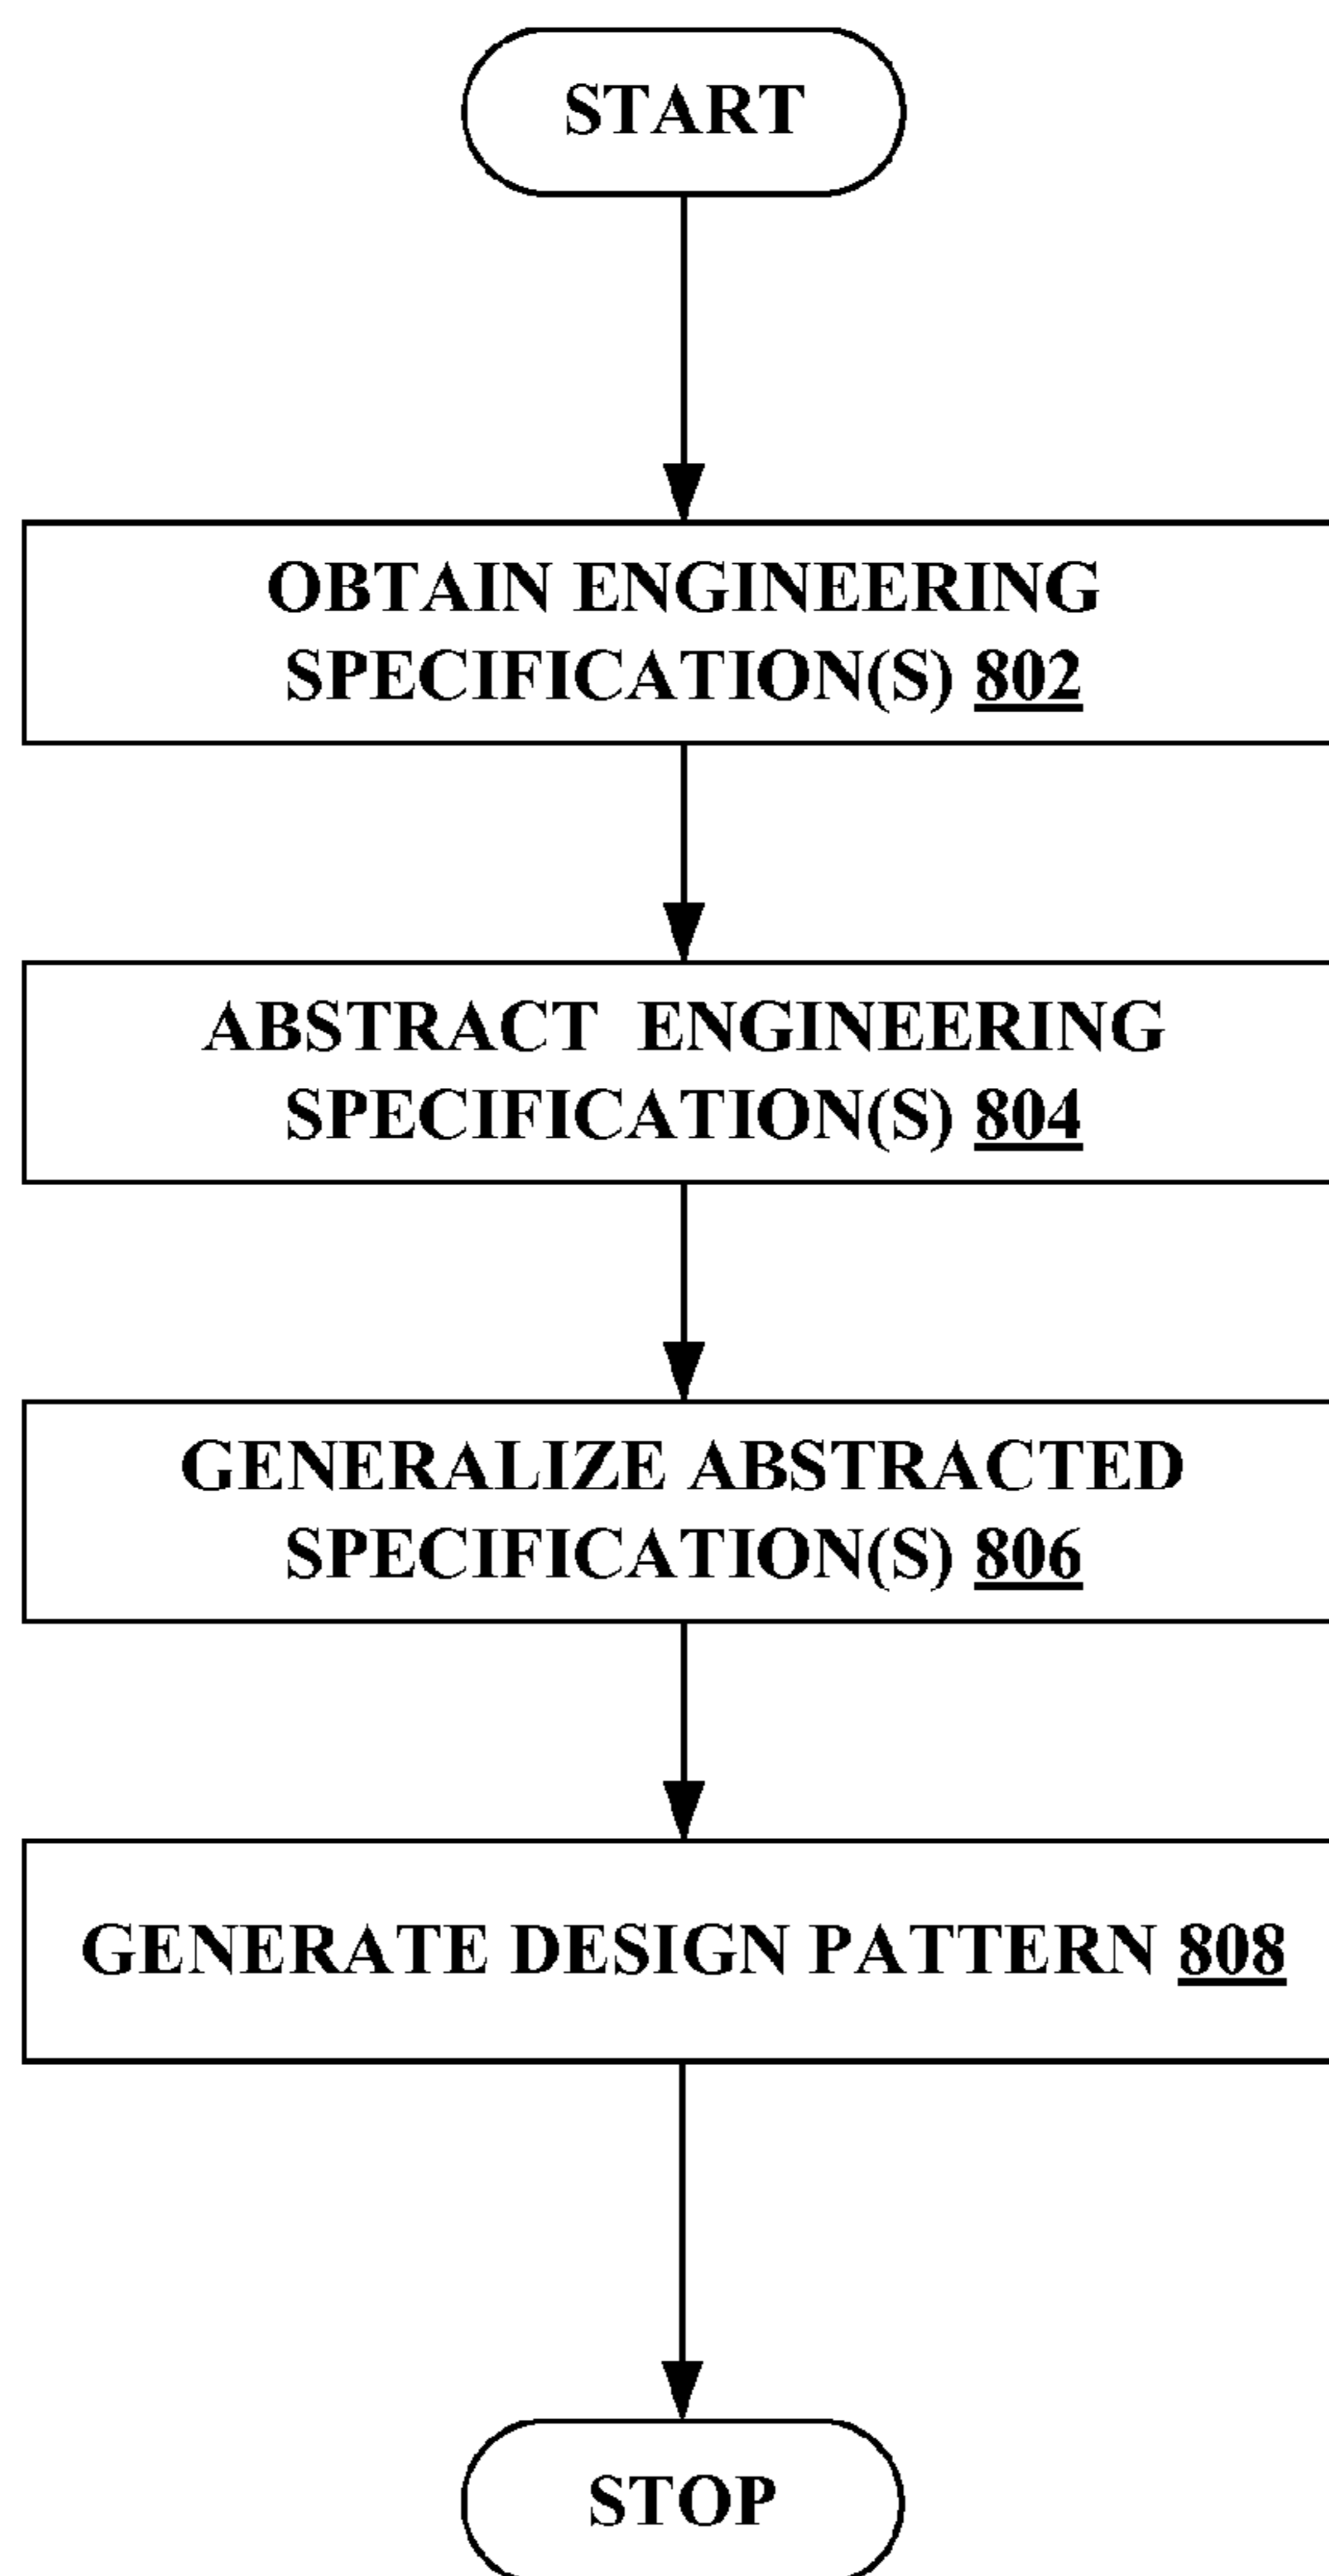 START
OBTAIN ENGINEERING
SPECIFICATION(S) 802
ABSTRACT ENGINEERING
SPECIFICATION(S) 804
GENERALIZE ABSTRACTED
SPECIFICATION(S) 806
GENERATE DESIGN PATTERN 808
STOP